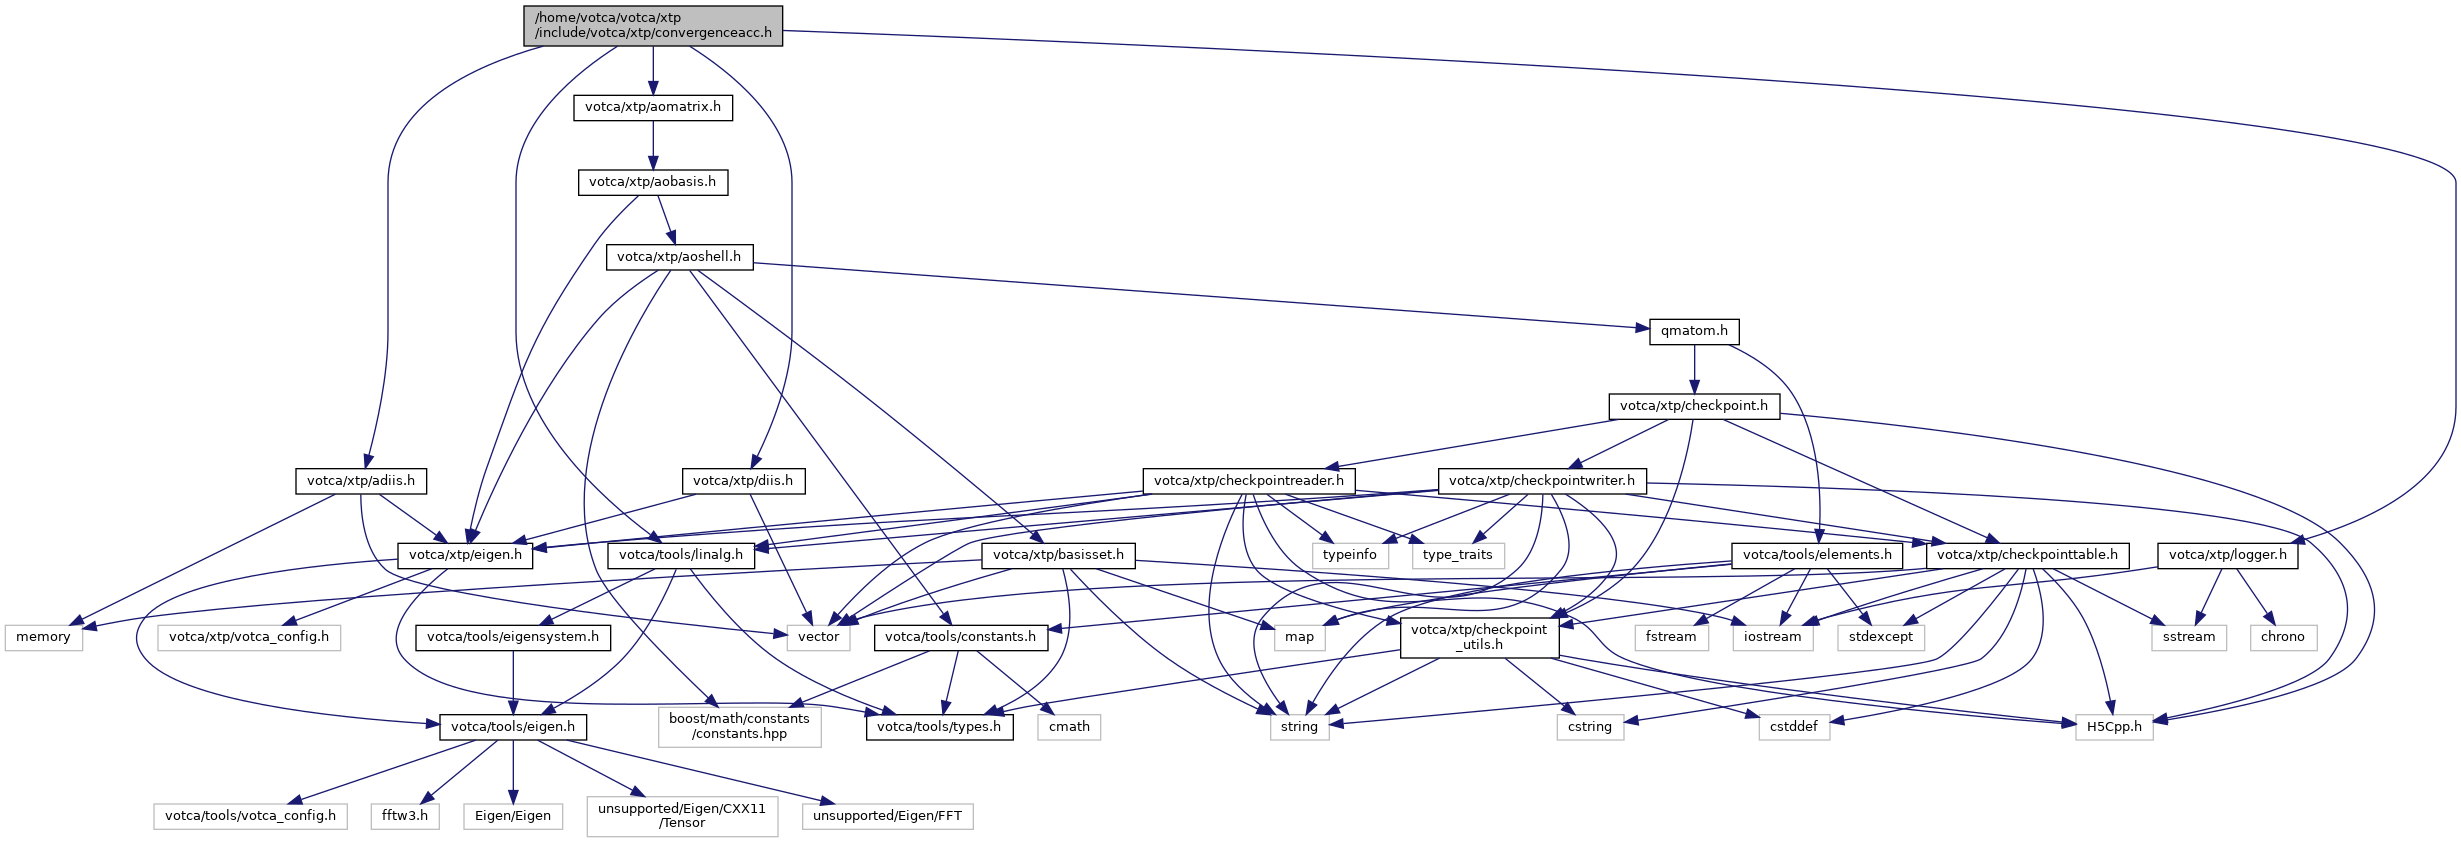 /home/votca/votca/xtp
/include/votca/xtp/convergenceacc.h
votca/xtp/aomatrix.h
votca/xtp/aobasis.h
votca/xtp/aoshell.h
qmatom.h
votca/xtp/checkpoint.h
votca/xtp/adiis.h
votca/xtp/diis.h
votca/xtp/checkpointreader.h
votca/xtp/checkpointwriter.h
votca/xtp/eigen.h
votca/tools/linalg.h
votca/xtp/basisset.h
typeinfo
type_traits
votca/tools/elements.h
votca/xtp/checkpointtable.h
votca/xtp/logger.h
memory
votca/xtp/votca_config.h
votca/tools/eigensystem.h
vector
votca/tools/constants.h
map
votca/xtp/checkpoint
_utils.h
fstream
iostream
stdexcept
sstream
chrono
votca/tools/eigen.h
boost/math/constants
/constants.hpp
votca/tools/types.h
cmath
string
cstring
cstddef
H5Cpp.h
votca/tools/votca_config.h
fftw3.h
Eigen/Eigen
unsupported/Eigen/CXX11
/Tensor
unsupported/Eigen/FFT